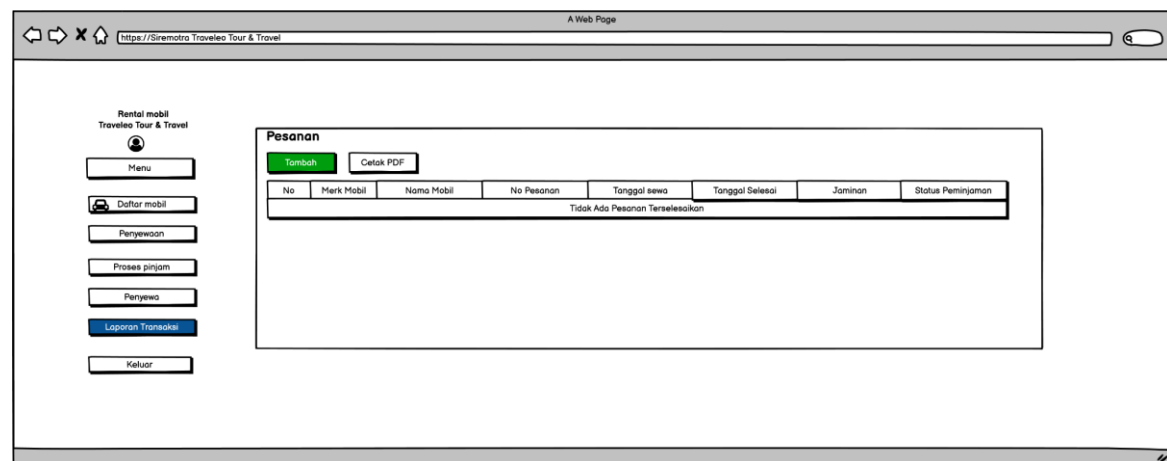 A Web Page
https://Siremotra Traveleo Tour & Travel
Rental mobil
Traveleo Tour & Travel
Menu
Daftar mobil
Penyewaan
Proses pinjam
Penyewa
Laporan Transaksi
Keluar
Pesanan
Tambah Cetak PDF
No Merk Mobil Nama Mobil No Pesanan Tanggal sewa Tanggal Selesai Jaminan Status Peminjaman
Tidak Ada Pesanan Terselesaikan